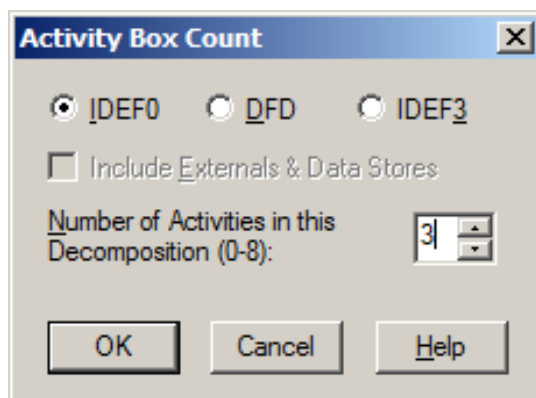 Activity Box Count
IDEF0 DFD IDEF3
Include Externals & Data Stores
Number of Activities in this
Decomposition (0-8):
3
OK Cancel Help